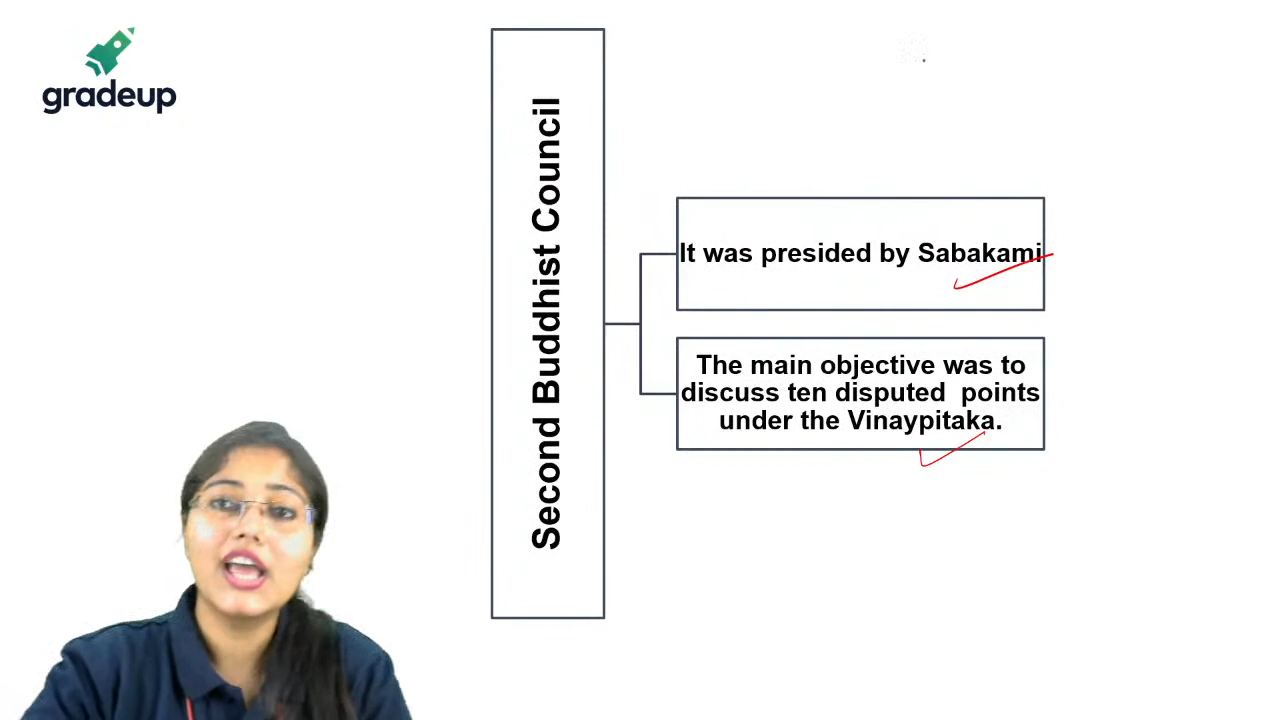 gradeup
Second Buddhist Council
It was presided by Sabakami
The main objective was to
discuss ten disputed points
under the Vinaypitaka.